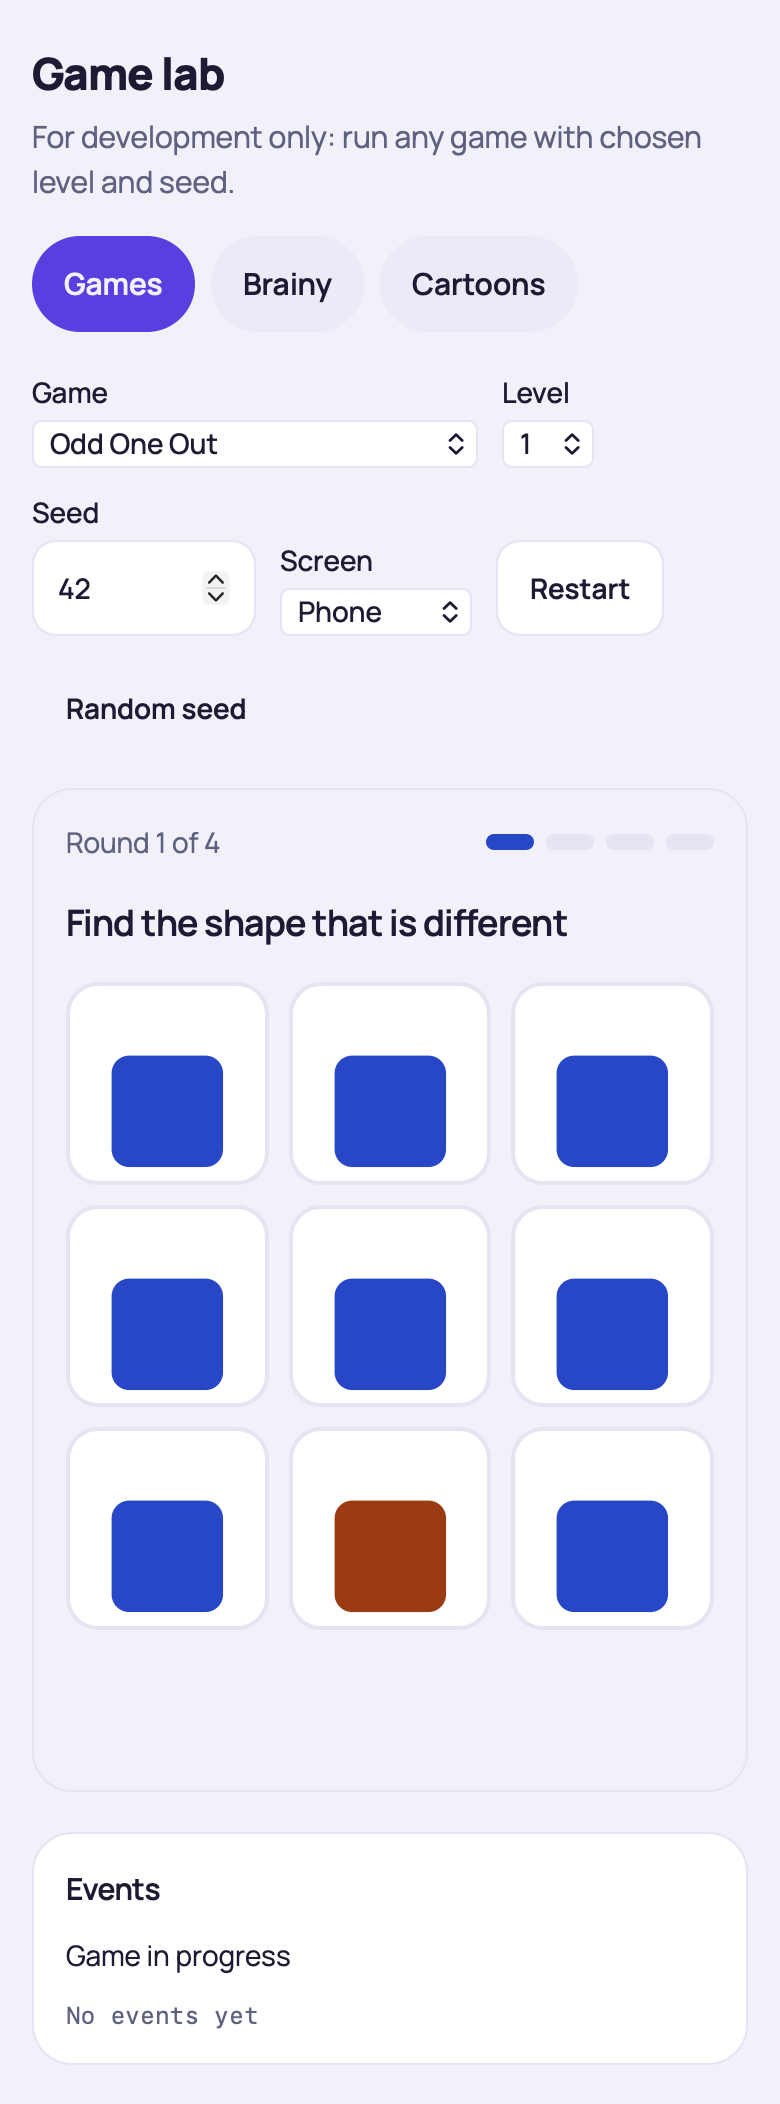 Game lab
For development only: run any game with chosen
level and seed.
Games Brainy Cartoons
Game Level
Odd One Out 1
Seed
Screen
42 Phone Restart
Random seed
Round 1 of 4
Find the shape that is different
Events
Game in progress
No events yet